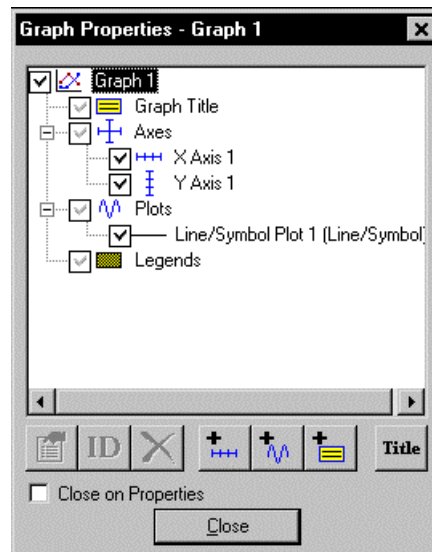 Graph Properties - Graph 1
Graph 1
Graph Title
Axes
X Axis 1
Y Axis 1
Plots
Line/Symbol Plot 1 (Line/Symbol)
Legends
ID
Title
Close on Properties
Close